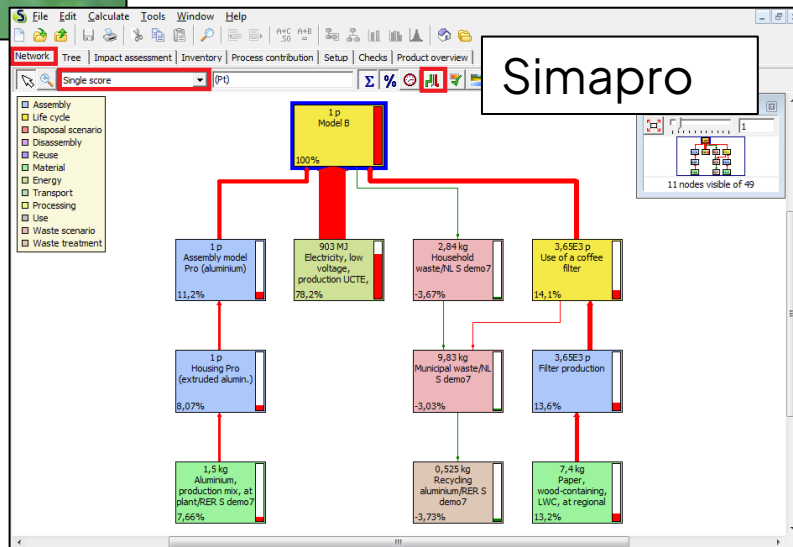 File Edit Calculate Tools Window Help
A+C .50 A+B =
Simapro
Network Tree Impact assessment Inventory Process contribution Setup Checks Product overview
Single score (Pt) Σ %
1
11 nodes visible of 49
Assembly
Life cycle
Disposal scenario
Disassembly
Reuse
Material
Energy
Transport
Processing
Use
Waste scenario
Waste treatment
1 p
Model B
100%
1 p
Assembly model
Pro (aluminium)
11,2%
903 MJ
Electricity, low
voltage,
production UCTE,
78,2%
2,84 kg
Household
waste/NL S demo7
-3,67%
3,65E3 p
Use of a coffee
filter
14,1%
1 p
Housing Pro
(extruded alumin.)
8,07%
9,83 kg
Municipal waste/NL
S demo7
-3,03%
3,65E3 p
Filter production
13,6%
1,5 kg
Aluminium,
production mix, at
plant/RER S demo7
7,66%
0,525 kg
Recycling
aluminium/RER S
demo7
-3,73%
7,4 kg
Paper,
wood-containing,
LWC, at regional
13,2%